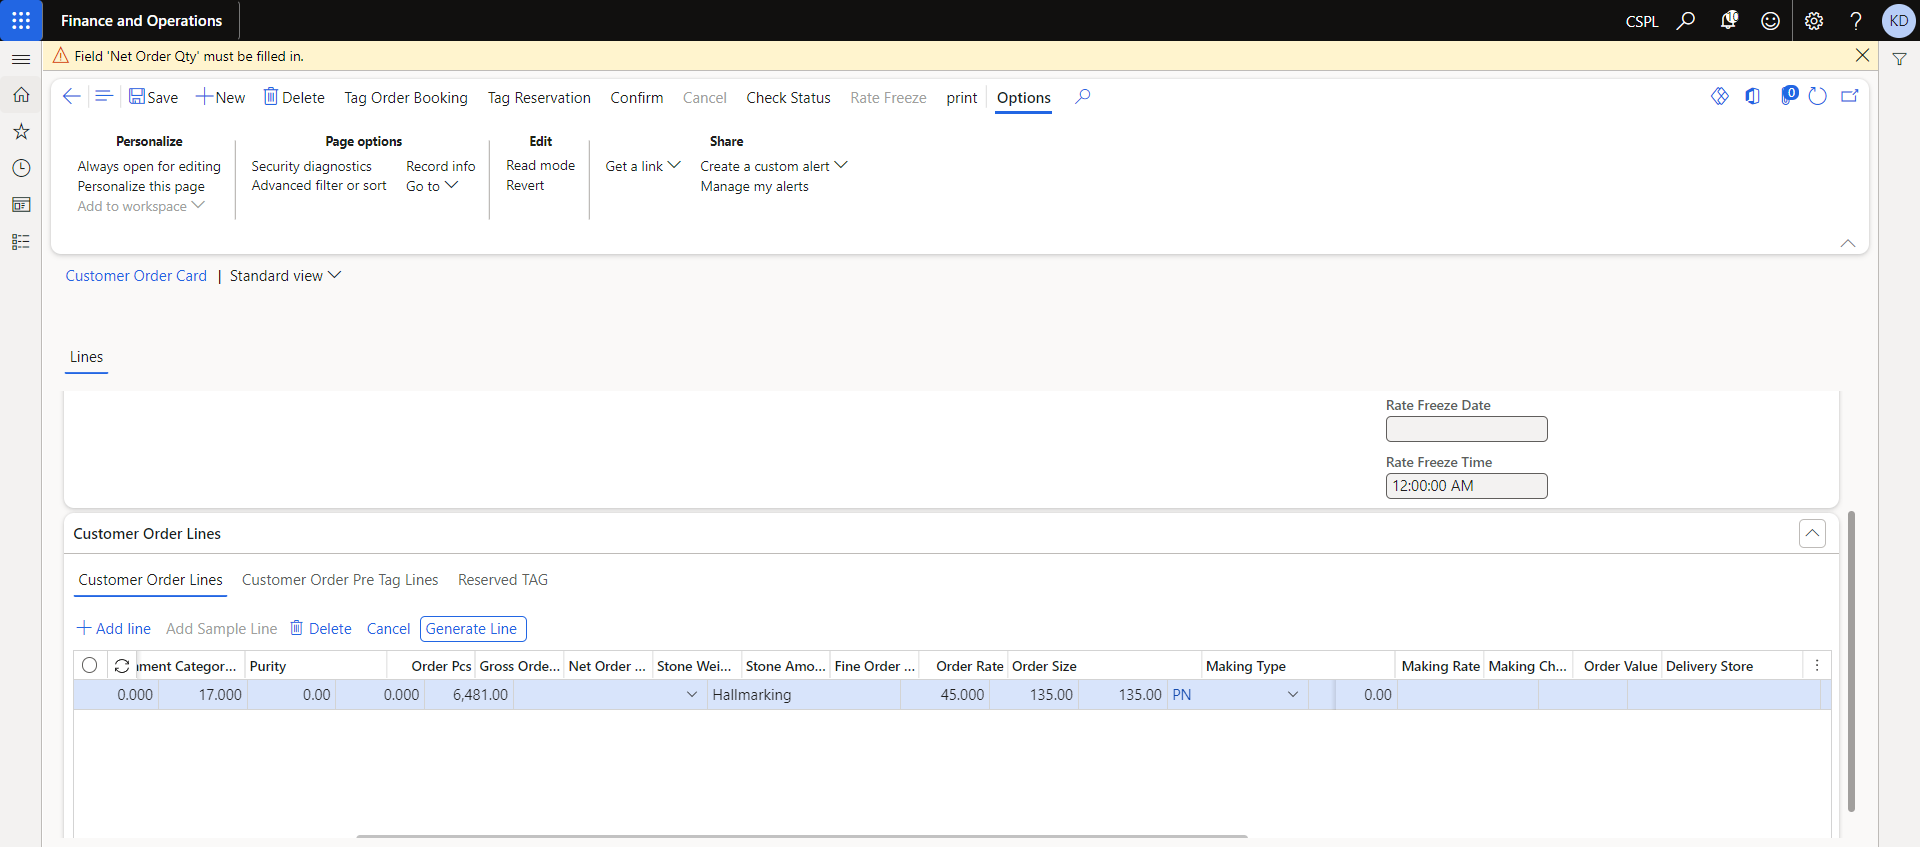 Finance and Operations
CSPL
KD
Field 'Net Order Qty' must be filled in.
Save New Delete Tag Order Booking Tag Reservation Confirm Cancel Check Status Rate Freeze print Options
0
Personalize
Always open for editing
Personalize this page
Add to workspace
Page options
Security diagnostics Record info
Advanced filter or sort Go to
Edit
Read mode
Revert
Get a link
Share
Create a custom alert
Manage my alerts
Customer Order Card | Standard view
Lines
Rate Freeze Date
Rate Freeze Time
12:00:00 AM
Customer Order Lines
Customer Order Lines Customer Order Pre Tag Lines Reserved TAG
Add line Add Sample Line Delete Cancel Generate Line
ment Categor... Purity Order Pcs Gross Orde... Net Order ... Stone Wei... Stone Amo... Fine Order ... Order Rate Order Size Making Type Making Rate Making Ch... Order Value Delivery Store
0.000 17.000 0.00 0.000 6,481.00 Hallmarking 45.000 135.00 135.00 PN 0.00